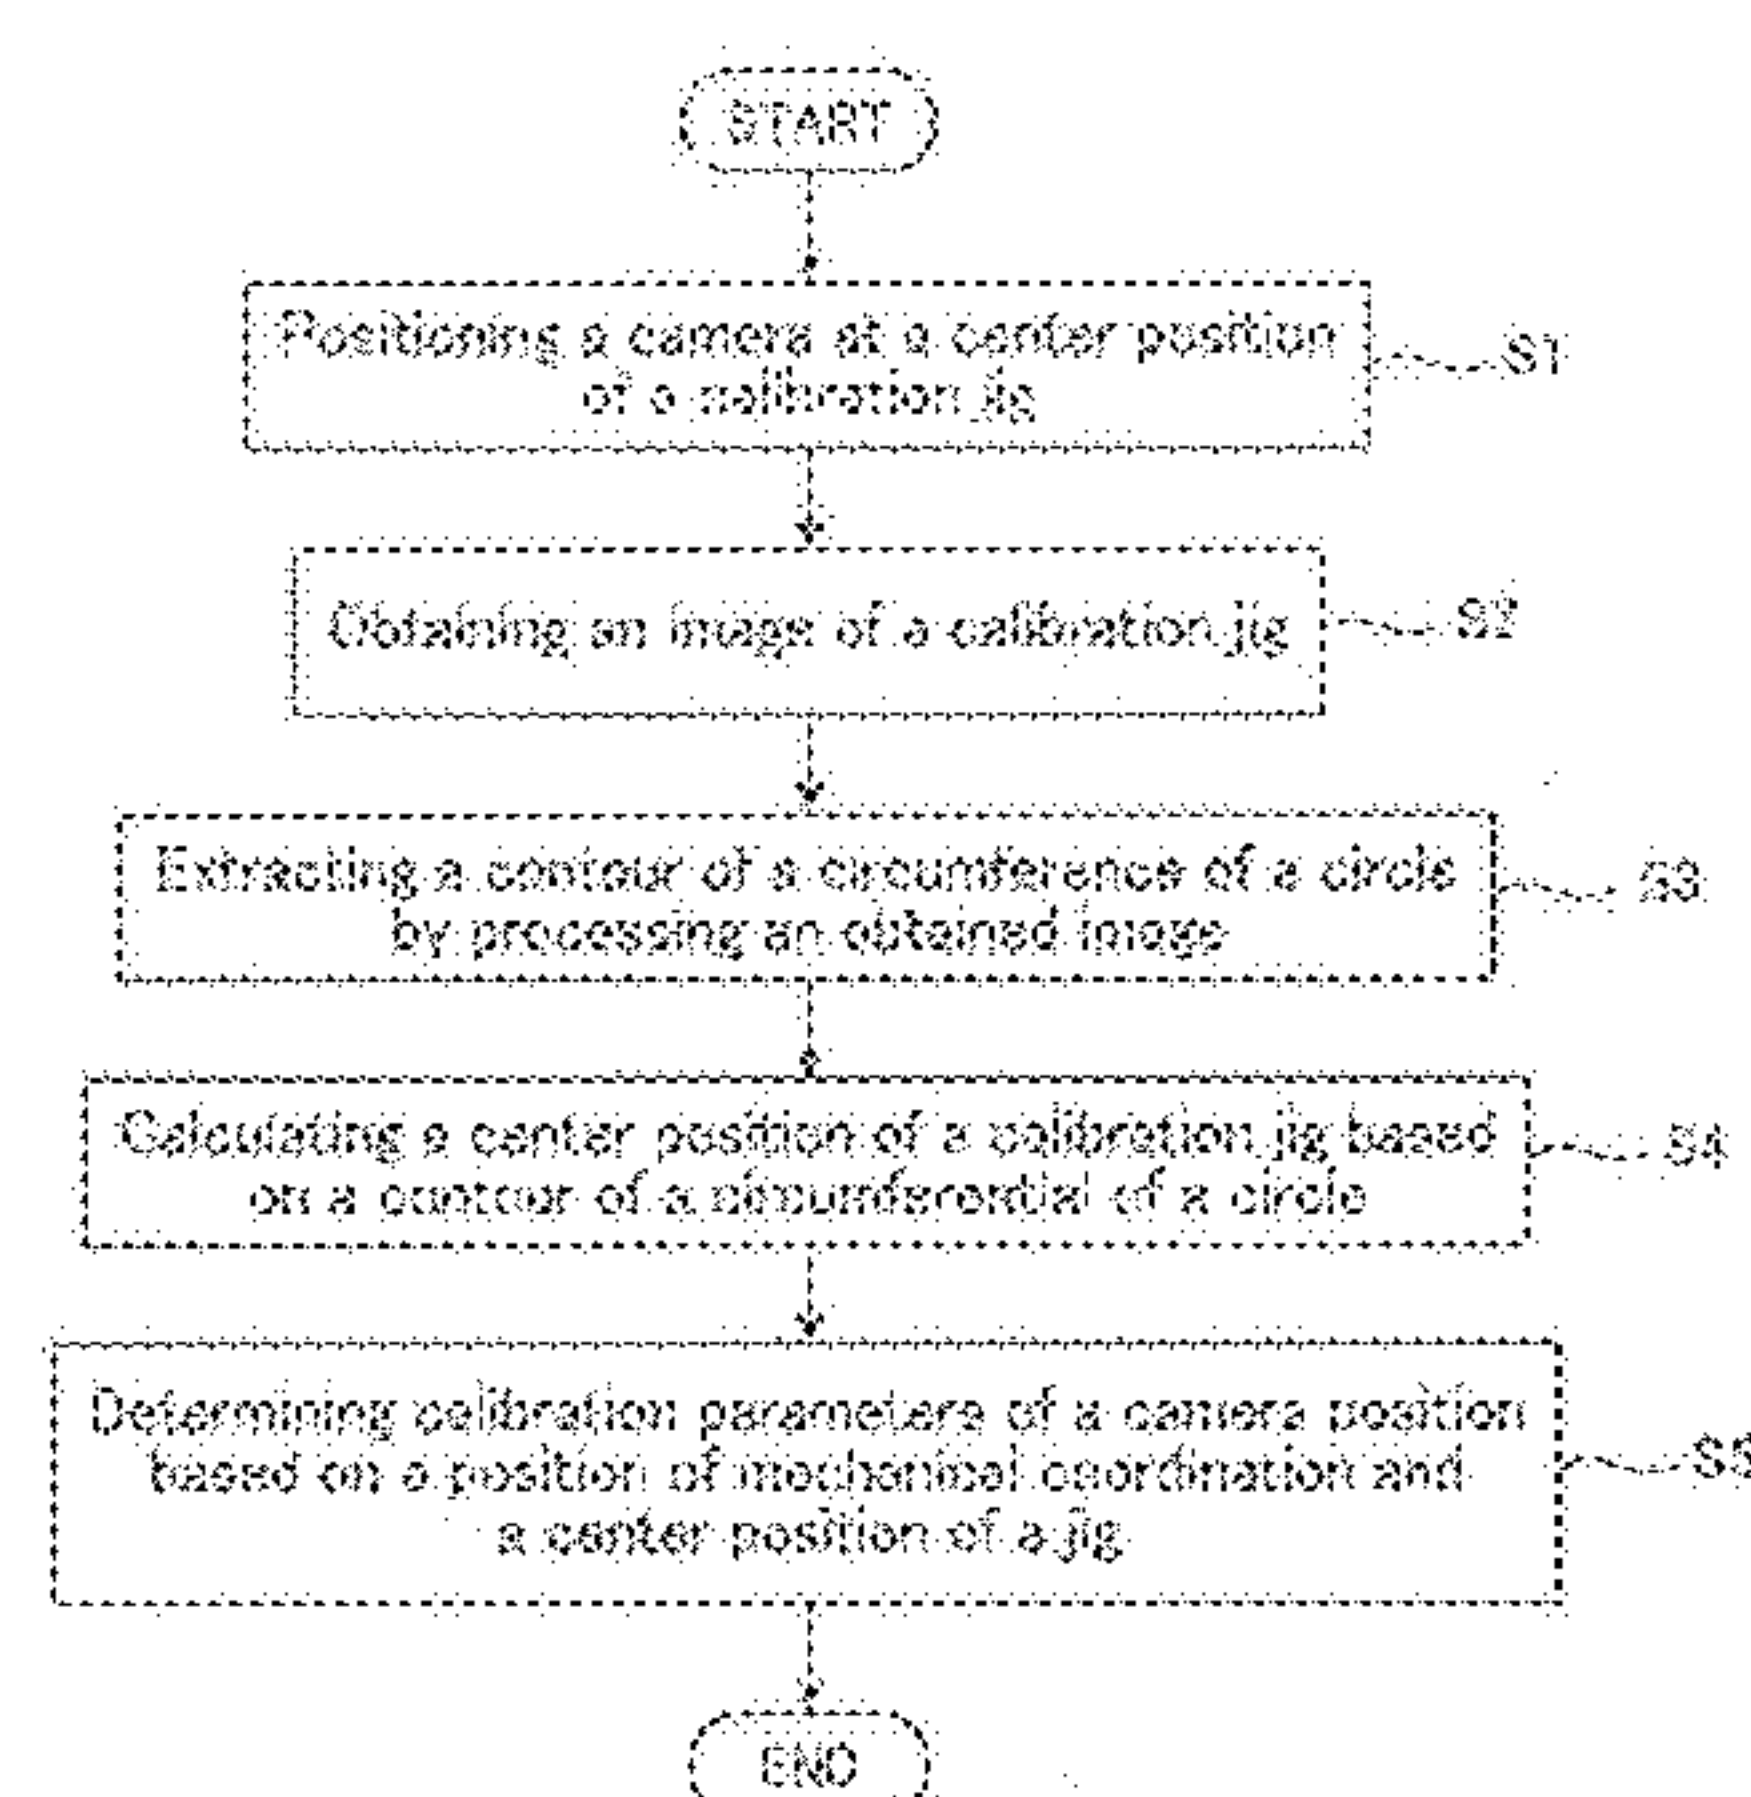 START
Positioning a camera at a center position
of a calibration jig
S1
Obtaining an image of a calibration jig
S2
Extracting a contour of a circumference of a circle
by processing an obtained image
S3
Calculating a center position of a calibration jig based
on a contour of a circumferential of a circle
S4
Determining calibration parameters of a camera position
based on a position of mechanical coordination and
a center position of a jig
S5
END